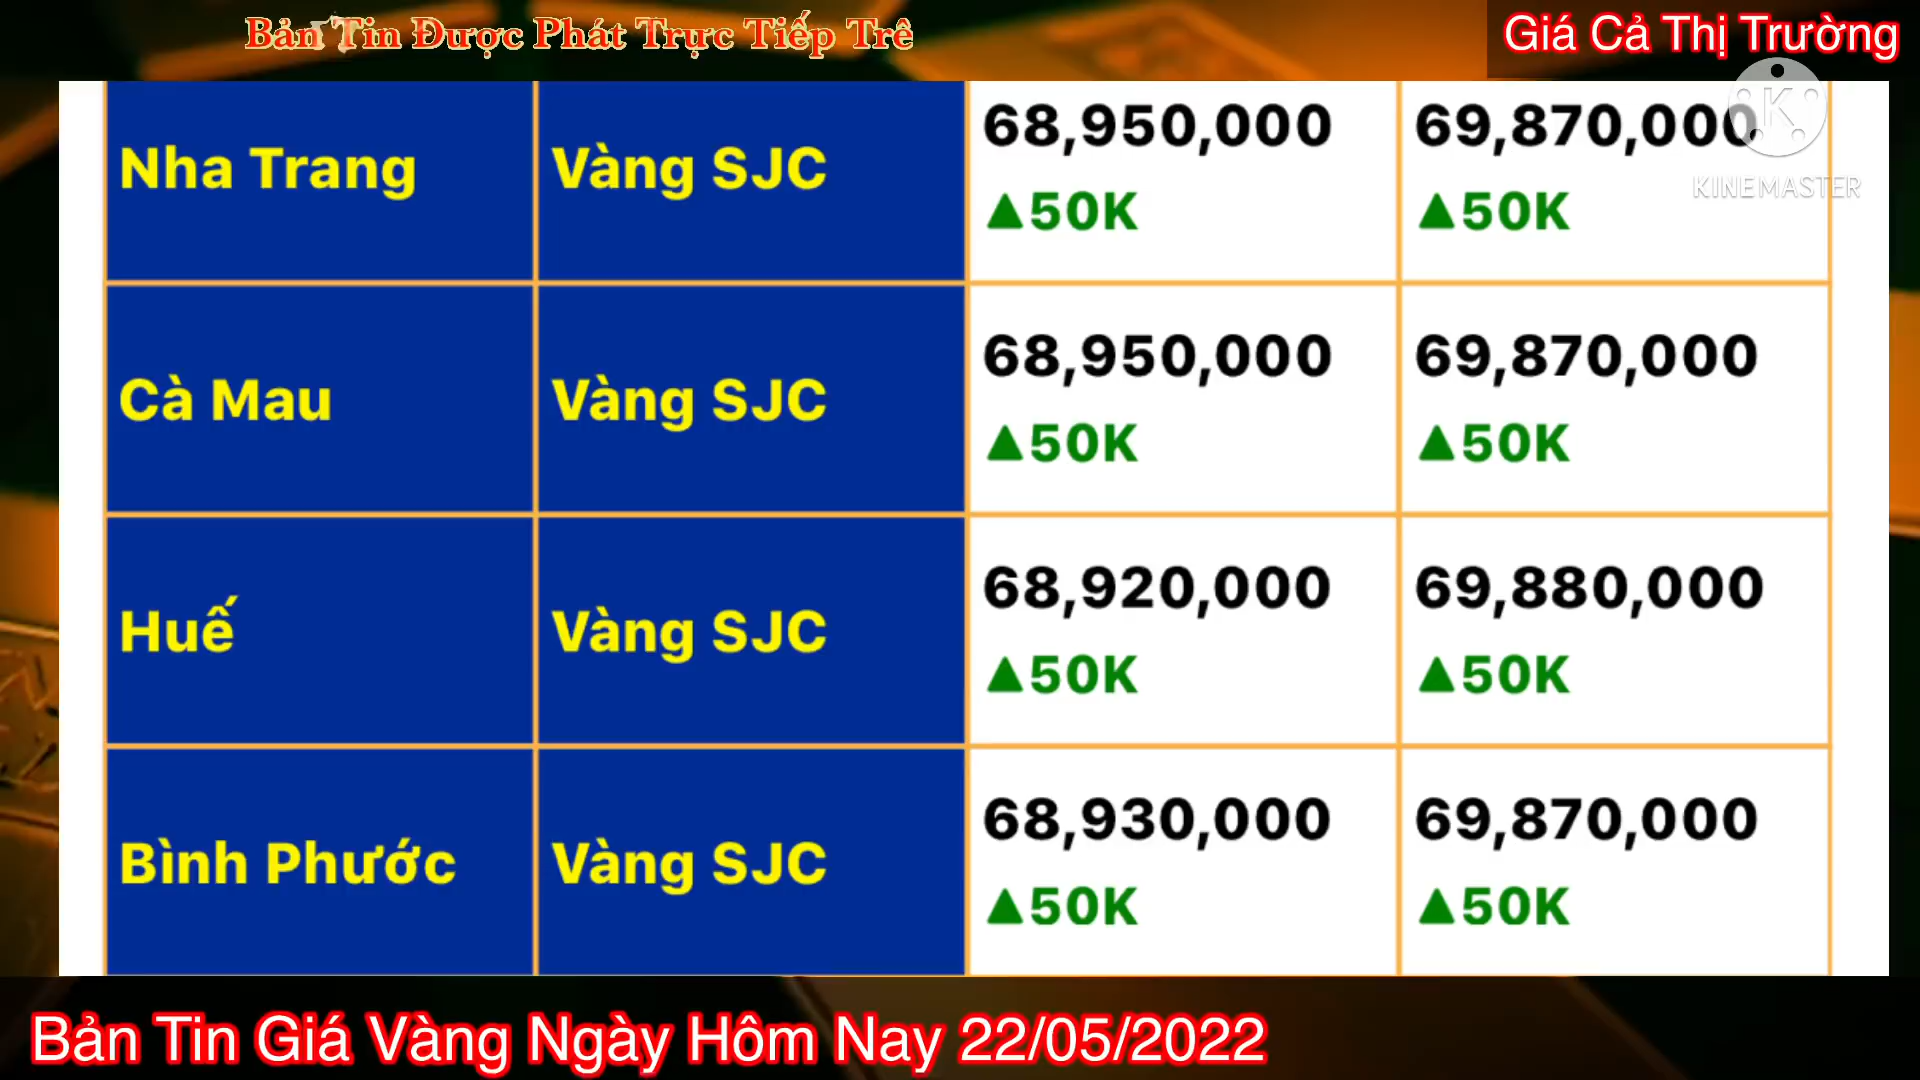 Bản Tin Được Phát Trực Tiếp Trê
Giá Cả Thị Trường
KINEMASTER
Nha Trang Vàng SJC 68,950,000 69,870,000
▲50K ▲50K
Cà Mau Vàng SJC 68,950,000 69,870,000
▲50K ▲50K
Huế Vàng SJC 68,920,000 69,880,000
▲50K ▲50K
Bình Phước Vàng SJC 68,930,000 69,870,000
▲50K ▲50K
Bản Tin Giá Vàng Ngày Hôm Nay 22/05/2022